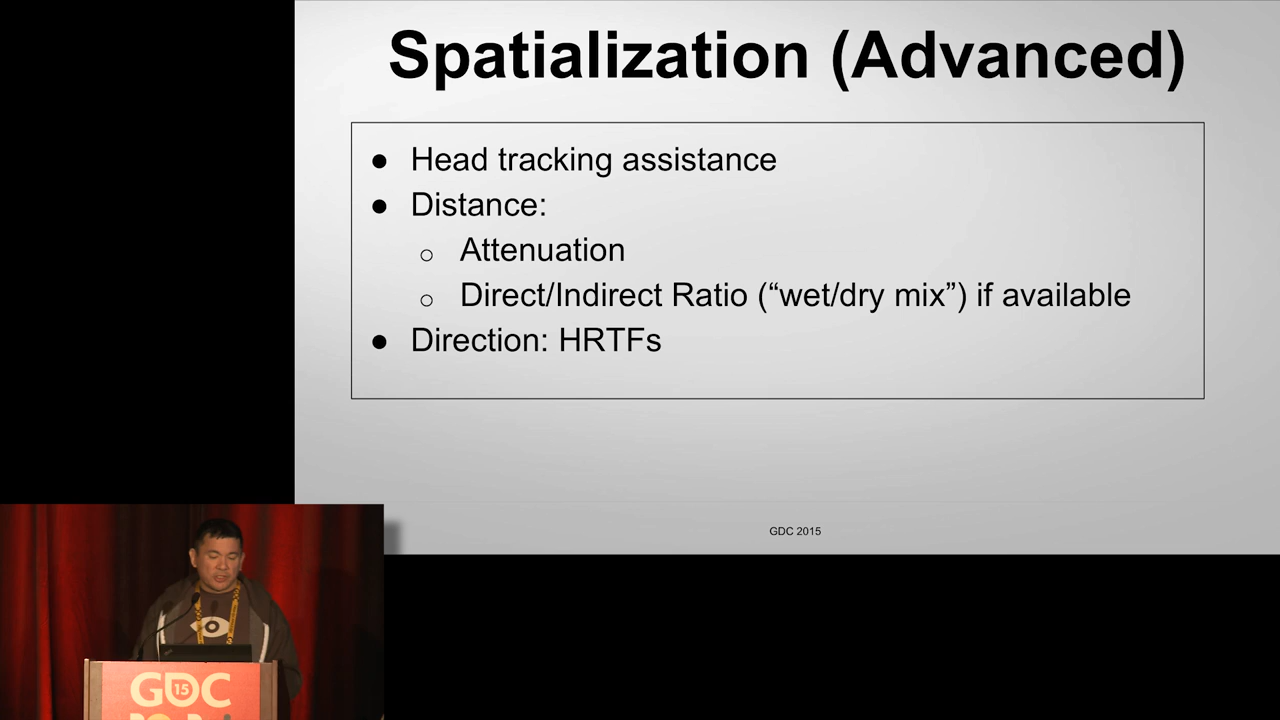 Spatialization (Advanced)
● Head tracking assistance
● Distance:
○ Attenuation
○ Direct/Indirect Ratio (“wet/dry mix”) if available
● Direction: HRTFs
GDC 2015
GDC
15